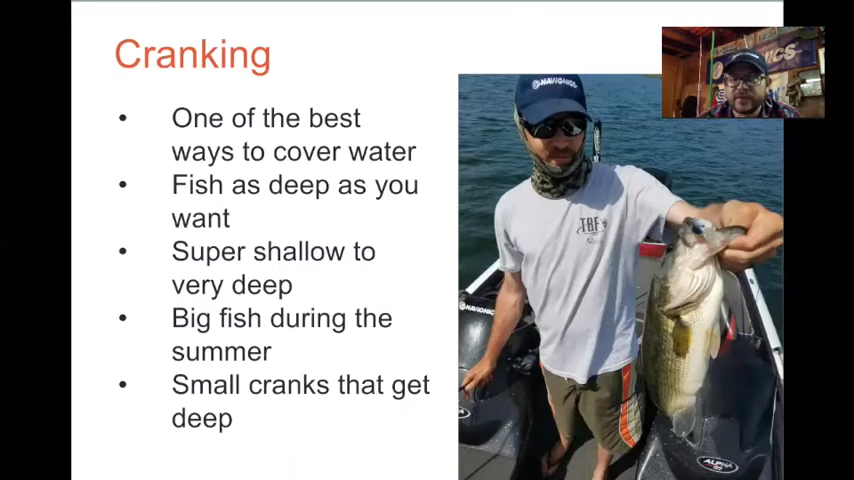 Cranking
• One of the best
ways to cover water
• Fish as deep as you
want
• Super shallow to
very deep
• Big fish during the
summer
• Small cranks that get
deep
NAVIONICS
TBF
NAVIONICS
ALPHA